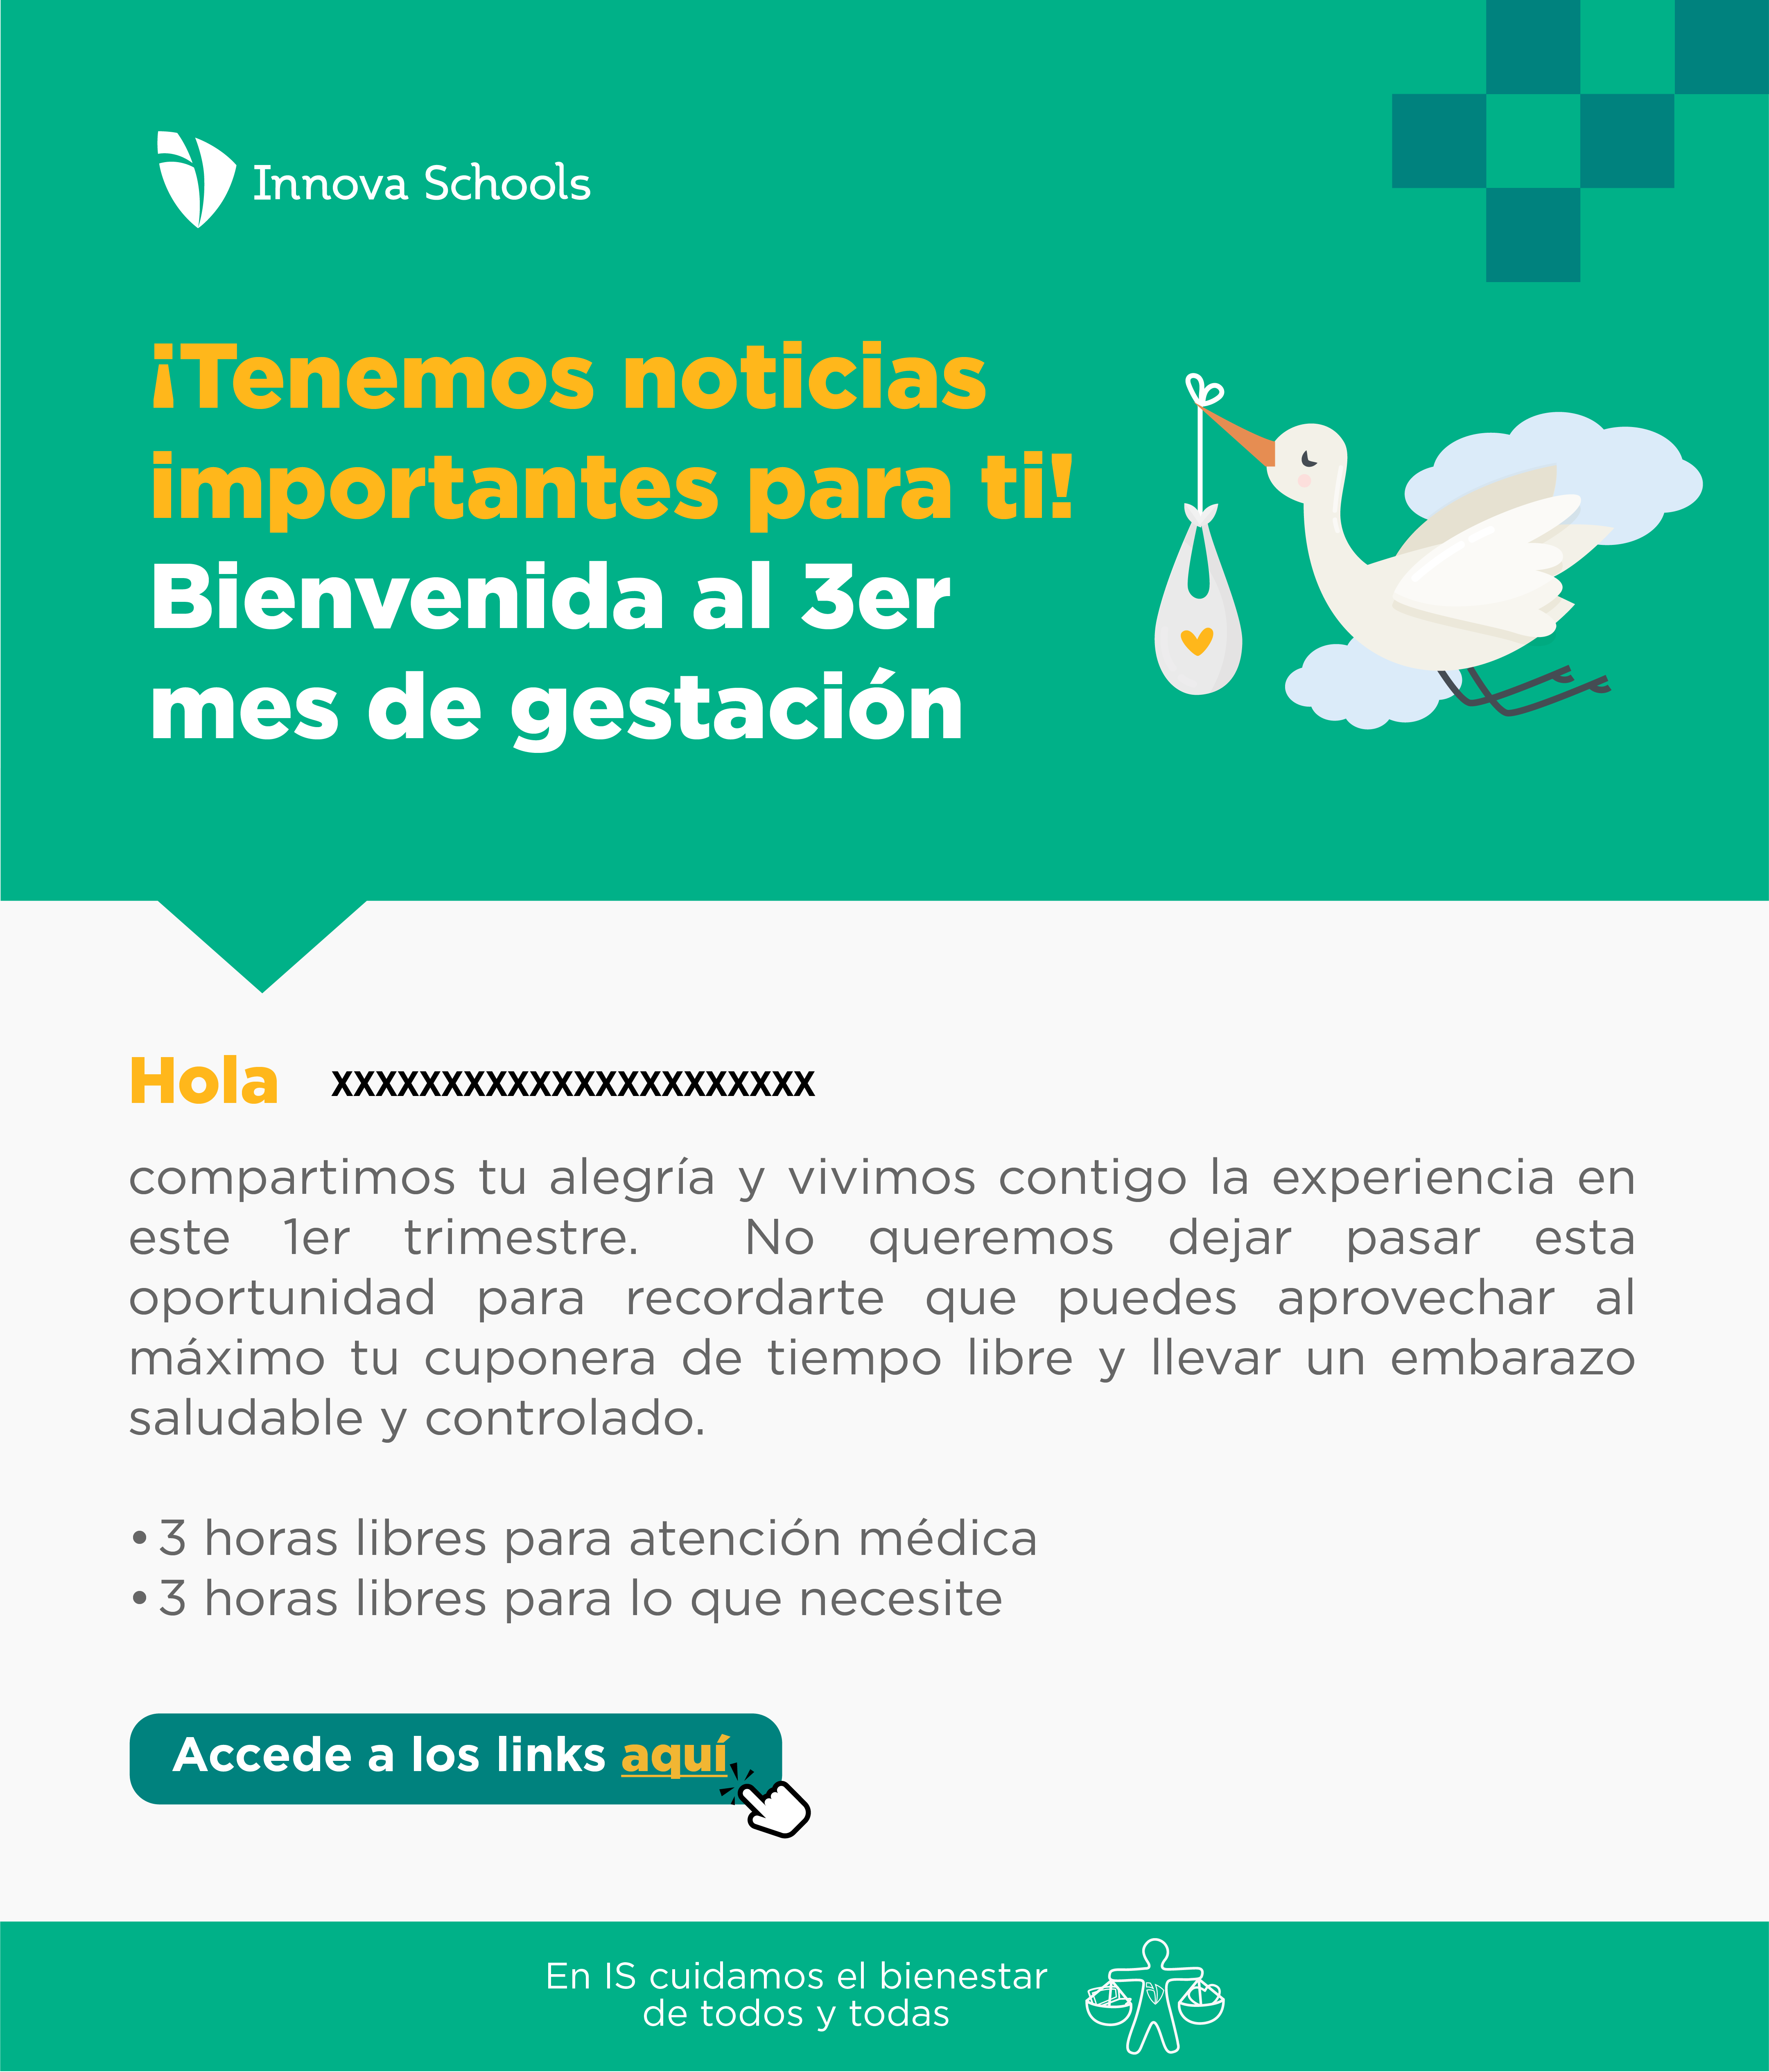 Innova Schools
¡Tenemos noticias
importantes para ti!
Bienvenida al 3er
mes de gestación
Hola xxxxxxxxxxxxxxxxxxxxxx
compartimos tu alegría y vivimos contigo la experiencia en
este 1er trimestre. No queremos dejar pasar esta
oportunidad para recordarte que puedes aprovechar al
máximo tu cuponera de tiempo libre y llevar un embarazo
saludable y controlado.
• 3 horas libres para atención médica
• 3 horas libres para lo que necesite
Accede a los links aquí
En IS cuidamos el bienestar
de todos y todas